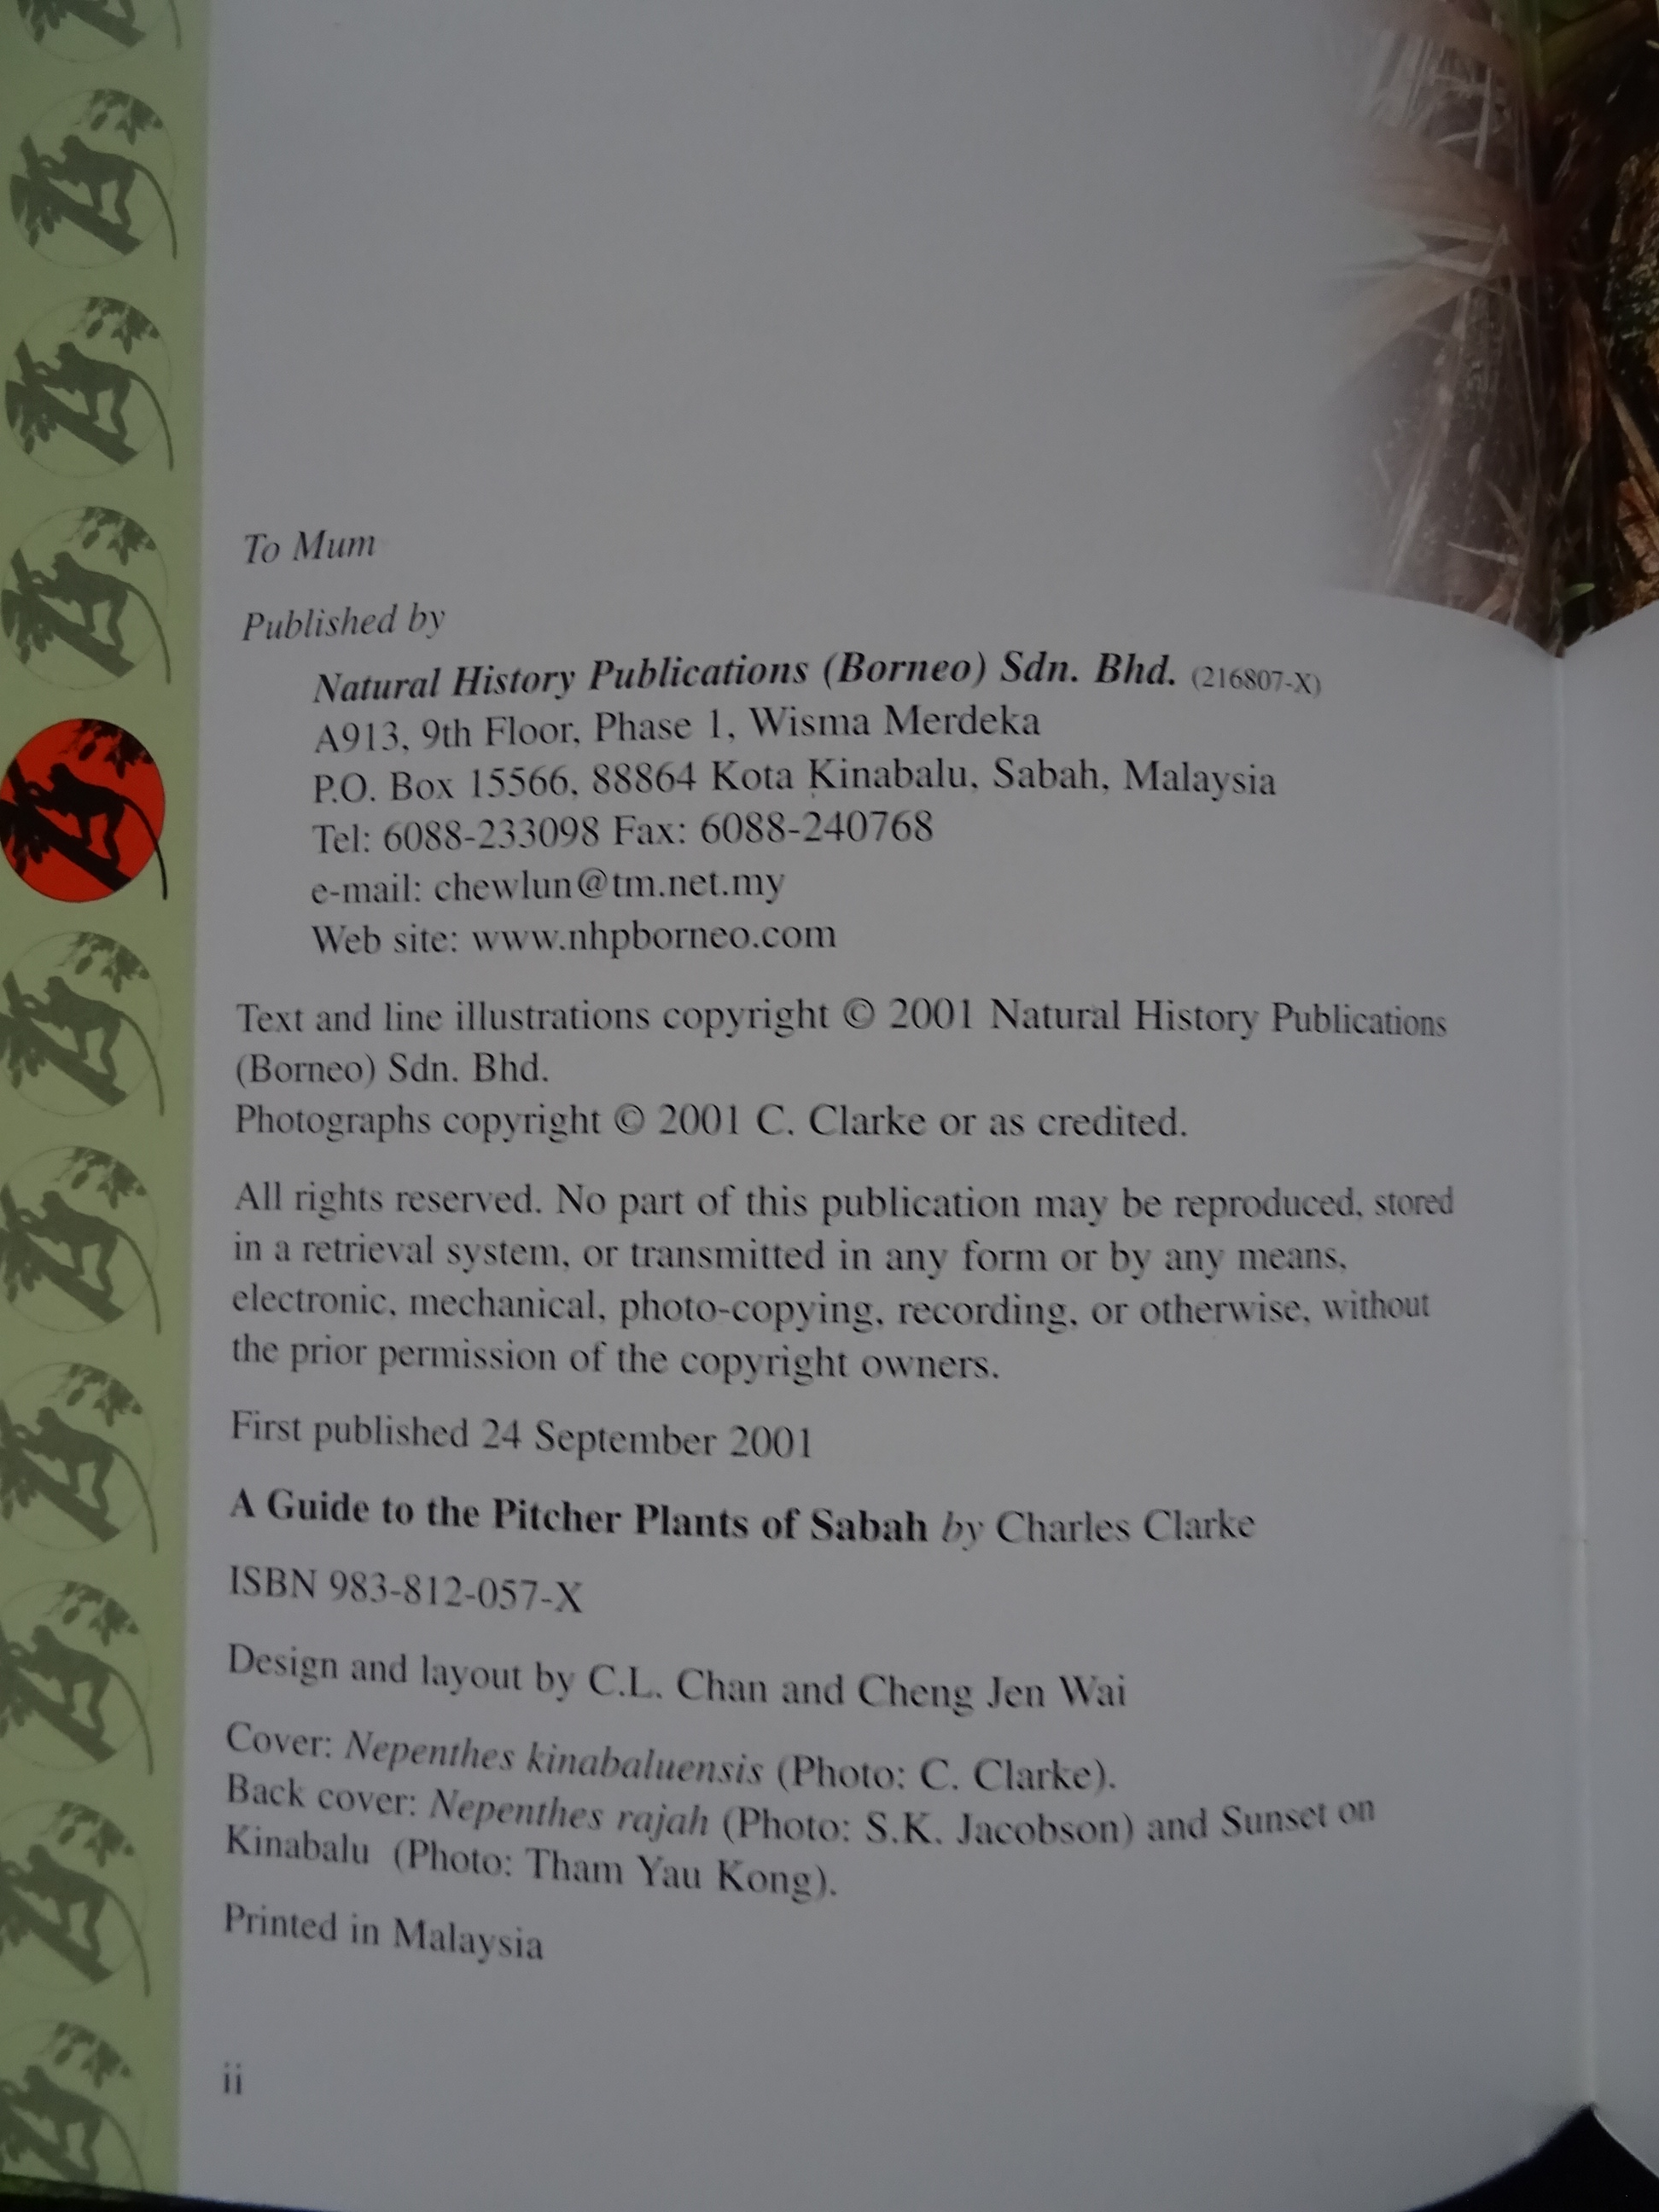 To Mum
Published by
Natural History Publications (Borneo) Sdn. Bhd. (216807-X)
A913, 9th Floor, Phase 1, Wisma Merdeka
P.O. Box 15566, 88864 Kota Kinabalu, Sabah, Malaysia
Tel: 6088-233098 Fax: 6088-240768
e-mail: chewlun@tm.net.my
Web site: www.nhpborneo.com
Text and line illustrations copyright © 2001 Natural History Publications
(Borneo) Sdn. Bhd.
Photographs copyright © 2001 C. Clarke or as credited.
All rights reserved. No part of this publication may be reproduced, stored
in a retrieval system, or transmitted in any form or by any means,
electronic, mechanical, photo-copying, recording, or otherwise, without
the prior permission of the copyright owners.
First published 24 September 2001
A Guide to the Pitcher Plants of Sabah by Charles Clarke
ISBN 983-812-057-X
Design and layout by C.L. Chan and Cheng Jen Wai
Cover: Nepenthes kinabaluensis (Photo: C. Clarke).
Back cover: Nepenthes rajah (Photo: S.K. Jacobson) and Sunset on
Kinabalu (Photo: Tham Yau Kong).
Printed in Malaysia
ii